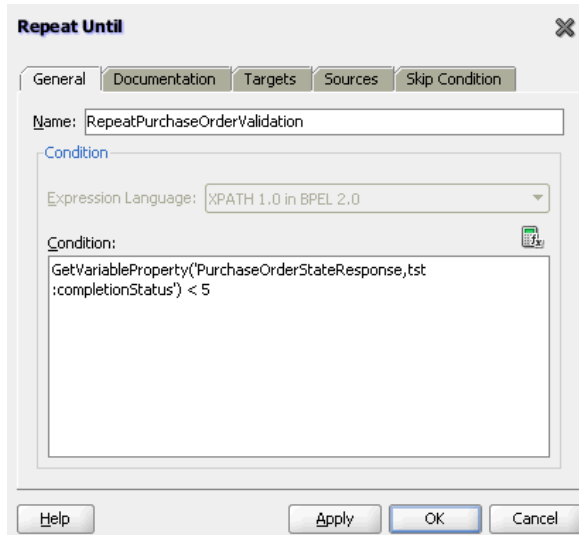 Repeat Until
General Documentation Targets Sources Skip Condition
Name: RepeatPurchaseOrderValidation
Condition
Expression Language: XPATH 1.0 in BPEL 2.0
Condition:
GetVariableProperty('PurchaseOrderStateResponse,tst
:completionStatus') < 5
Help Apply OK Cancel